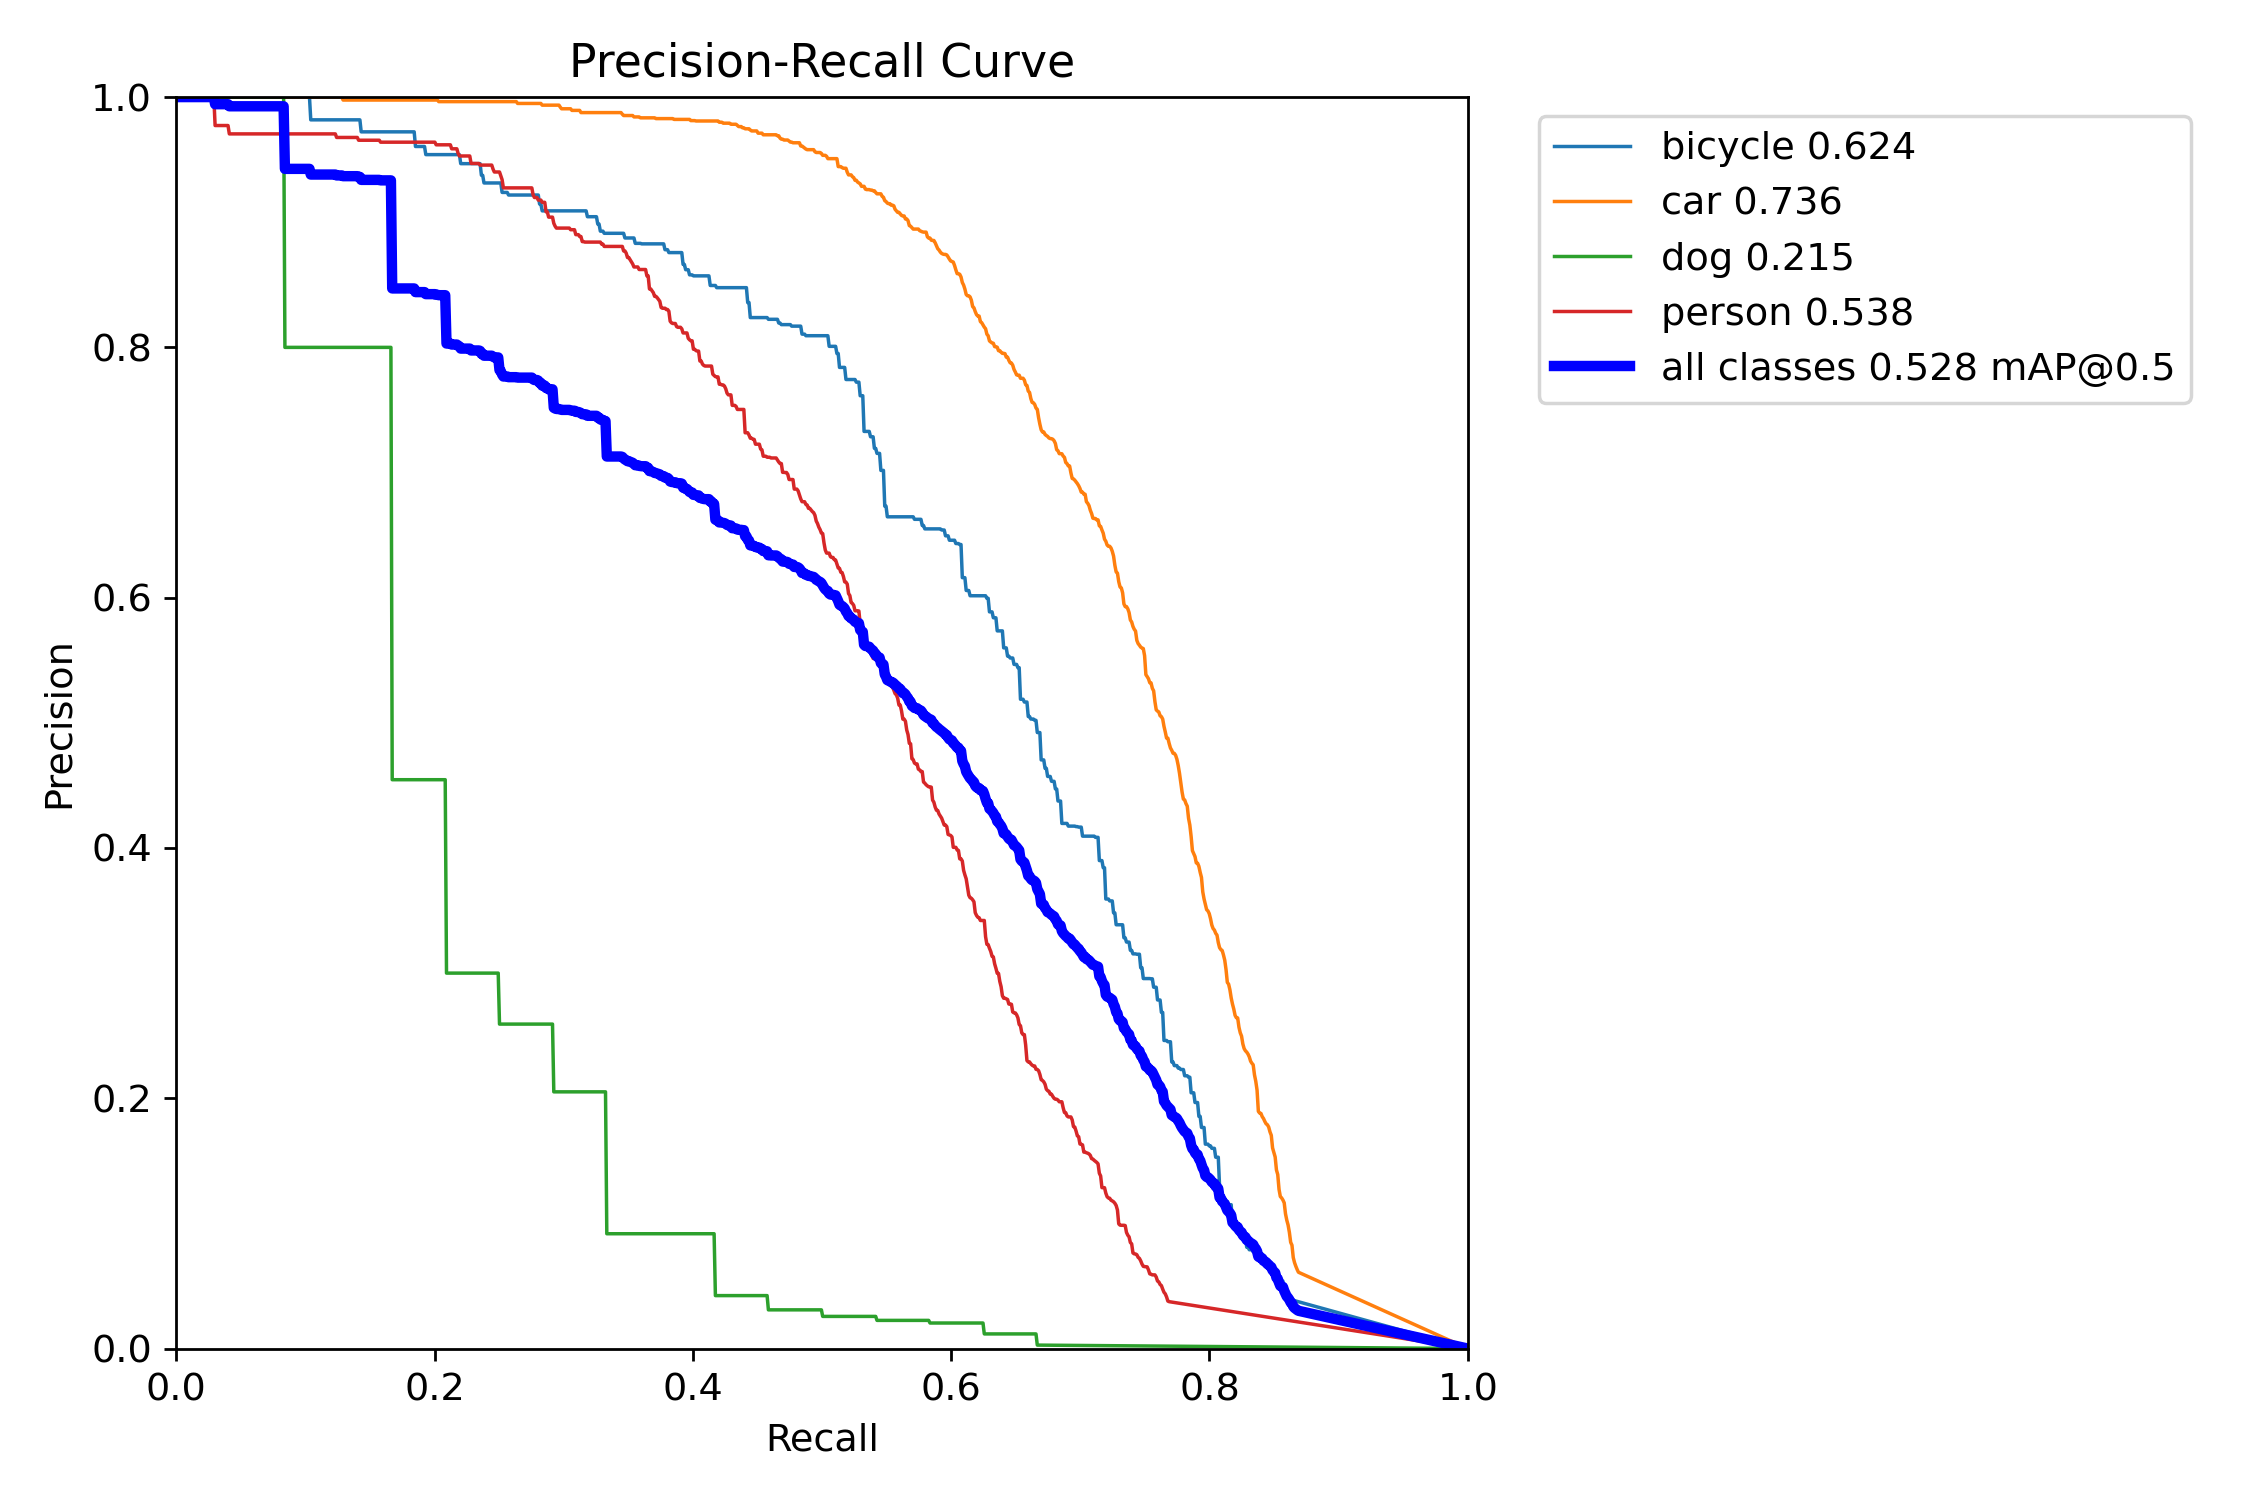 Precision-Recall Curve
1.0
0.8
0.6
0.4
0.2
0.0
Precision
0.0 0.2 0.4 0.6 0.8 1.0
Recall
bicycle 0.624
car 0.736
dog 0.215
person 0.538
all classes 0.528 mAP@0.5